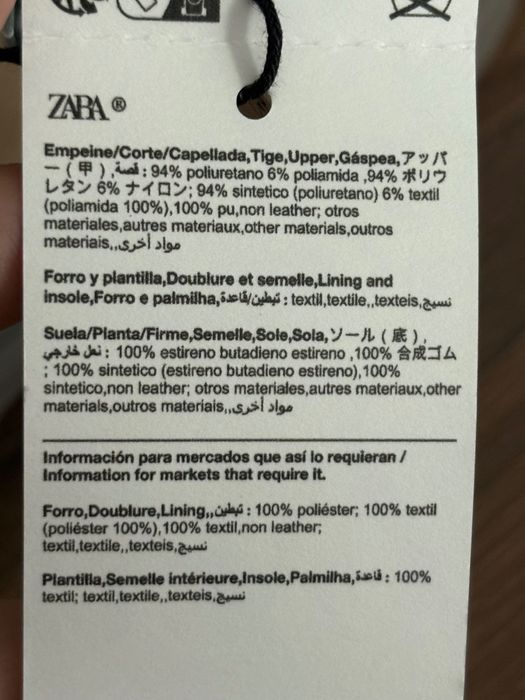 ZARA®
Empeine/Corte/Capellada,Tige,Upper,Gáspea,アッパ
ー(甲),قصة: 94% poliuretano 6% poliamida ,94% ポリウ
レタン 6% ナイロン; 94% sintetico (poliuretano) 6% textil
(poliamida 100%),100% pu,non leather; otros
materiales,autres materiaux,other materials,outros
materiais,,مواد أخرى
Forro y plantilla,Doublure et semelle,Lining and
insole,Forro e palmilha,تبطين/قاعدة: textil,textile,,texteis,نسيج
Suela/Planta/Firme,Semelle,Sole,Sola,ソール(底),
نعل خارجي: 100% estireno butadieno estireno ,100% 合成ゴム
; 100% sintetico (estireno butadieno estireno),100%
sintetico,non leather; otros materiales,autres materiaux,other
materials,outros materiais,,مواد أخرى
Información para mercados que así lo requieran /
Information for markets that require it.
Forro,Doublure,Lining,,تبطين: 100% poliéster; 100% textil
(poliéster 100%),100% textil,non leather;
textil,textile,,texteis,نسيج
Plantilla,Semelle intérieure,Insole,Palmilha,قاعدة: 100%
textil; textil,textile,,texteis,نسيج